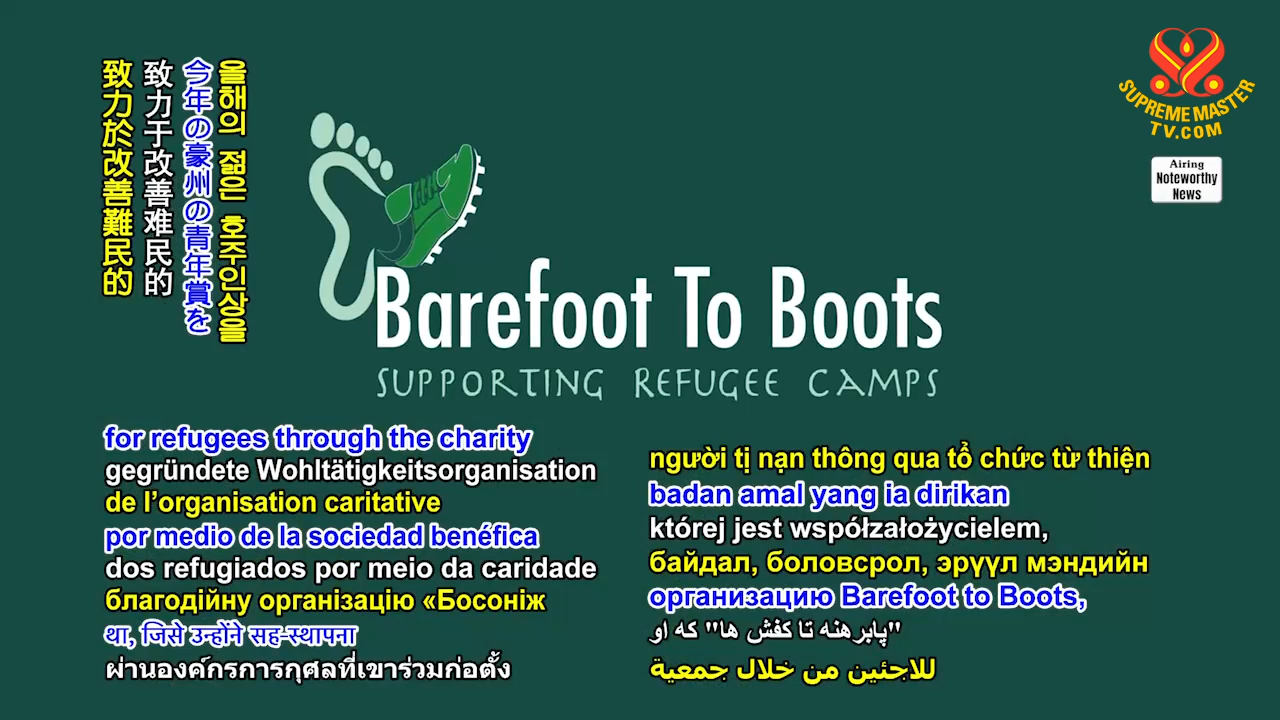 올해의 젊은 호주인상을
今年の豪州の青年賞を
致力于改善难民的
致力於改善難民的
SUPREME MASTER
TV.COM
Airing
Noteworthy
News
Barefoot To Boots
SUPPORTING REFUGEE CAMPS
for refugees through the charity
gegründete Wohltätigkeitsorganisation
de l’organisation caritative
por medio de la sociedad benéfica
dos refugiados por meio da caridade
благодійну організацію «Босоніж
था, जिसे उन्होंने सह-स्थापना
ผ่านองค์กรการกุศลที่เขาร่วมก่อตั้ง
người tị nạn thông qua tổ chức từ thiện
badan amal yang ia dirikan
której jest współzałożycielem,
байдал, боловсрол, эрүүл мэндийн
организацию Barefoot to Boots,
"پابرهنه تا کفش ها" که او
للاجئين من خلال جمعية